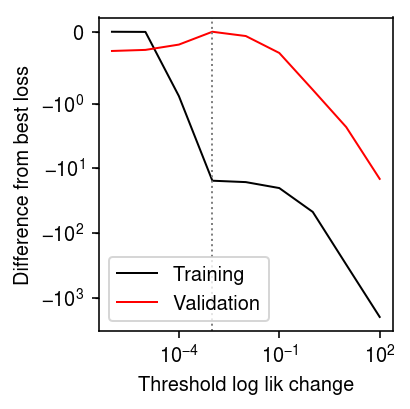 Difference from best loss
0
−10⁰
−10¹
−10²
−10³
Training
Validation
10⁻⁴
10⁻¹
10²
Threshold log lik change